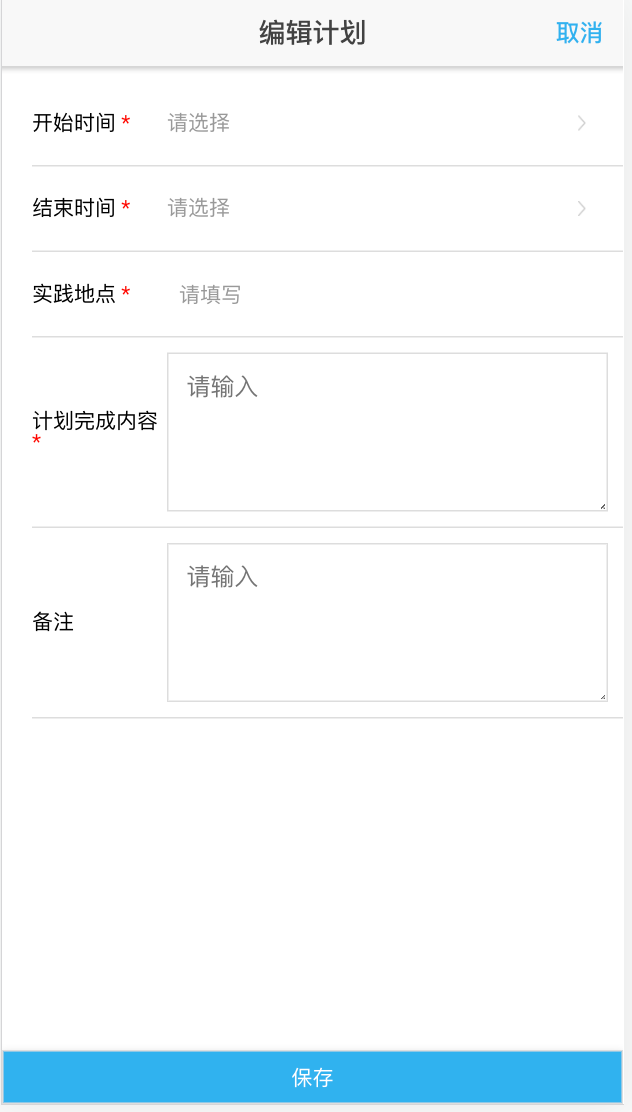 编辑计划 取消
开始时间 * 请选择
结束时间 * 请选择
实践地点 * 请填写
请输入
计划完成内容
*
请输入
备注
保存